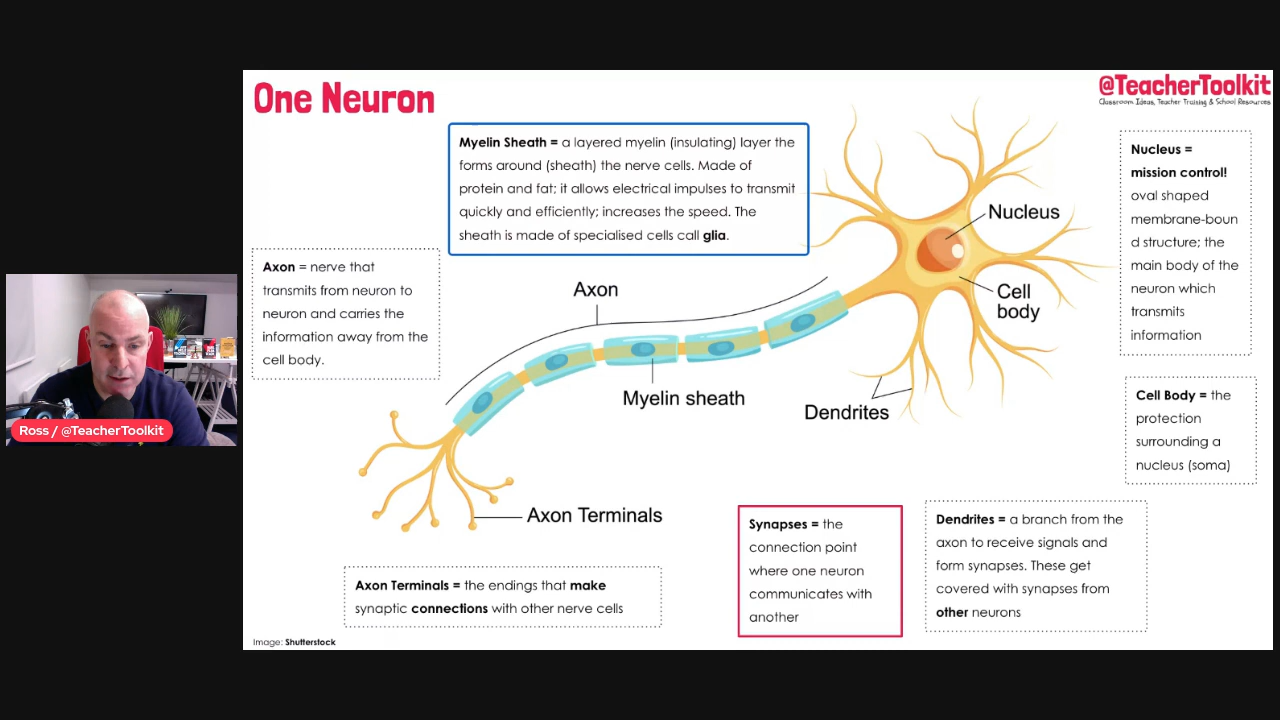 One Neuron
@TeacherToolkit
Classroom Ideas, Teacher Training & School Resources
Myelin Sheath = a layered myelin (insulating) layer the
forms around (sheath) the nerve cells. Made of
protein and fat; it allows electrical impulses to transmit
quickly and efficiently; increases the speed. The
sheath is made of specialised cells call glia.
Nucleus =
mission control!
oval shaped
membrane-boun
d structure; the
main body of the
neuron which
transmits
information
Axon = nerve that
transmits from neuron to
neuron and carries the
information away from the
cell body.
Nucleus
Cell
body
Axon
Myelin sheath
Dendrites
Axon Terminals
Cell Body = the
protection
surrounding a
nucleus (soma)
Ross / @TeacherToolkit
Synapses = the
connection point
where one neuron
communicates with
another
Dendrites = a branch from the
axon to receive signals and
form synapses. These get
covered with synapses from
other neurons
Axon Terminals = the endings that make
synaptic connections with other nerve cells
Image: Shutterstock